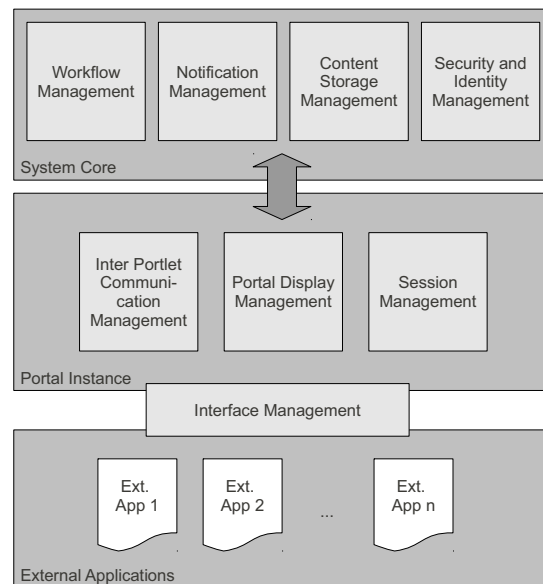 Workflow
Management
Notification
Management
Content
Storage
Management
Security and
Identity
Management
System Core
Inter Portlet
Communi-
cation
Management
Portal Display
Management
Session
Management
Portal Instance
Interface Management
Ext.
App 1
Ext.
App 2
...
Ext.
App n
External Applications